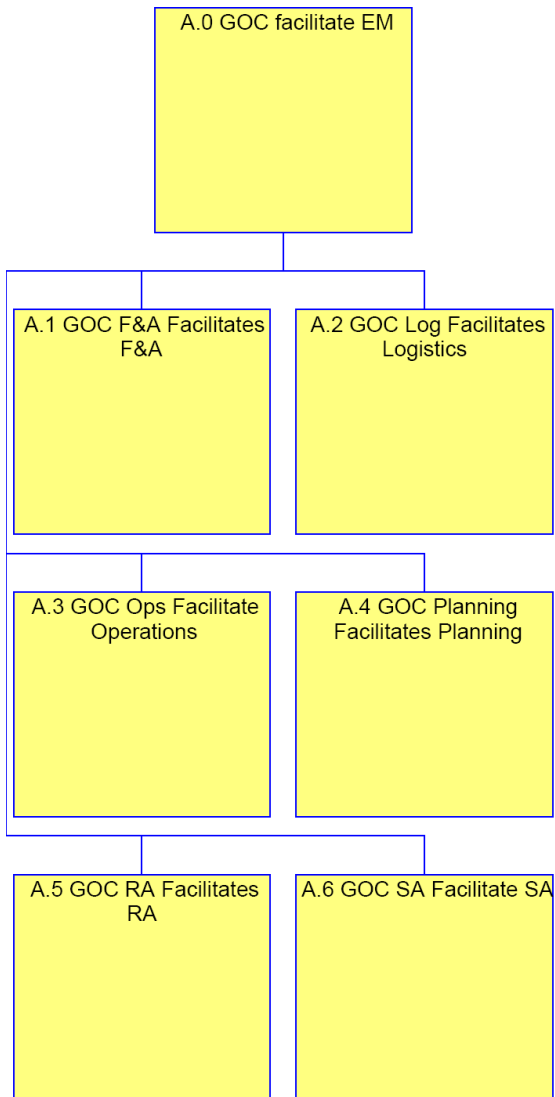 A.0 GOC facilitate EM
A.1 GOC F&A Facilitates
F&A
A.2 GOC Log Facilitates
Logistics
A.3 GOC Ops Facilitate
Operations
A.4 GOC Planning
Facilitates Planning
A.5 GOC RA Facilitates
RA
A.6 GOC SA Facilitate SA